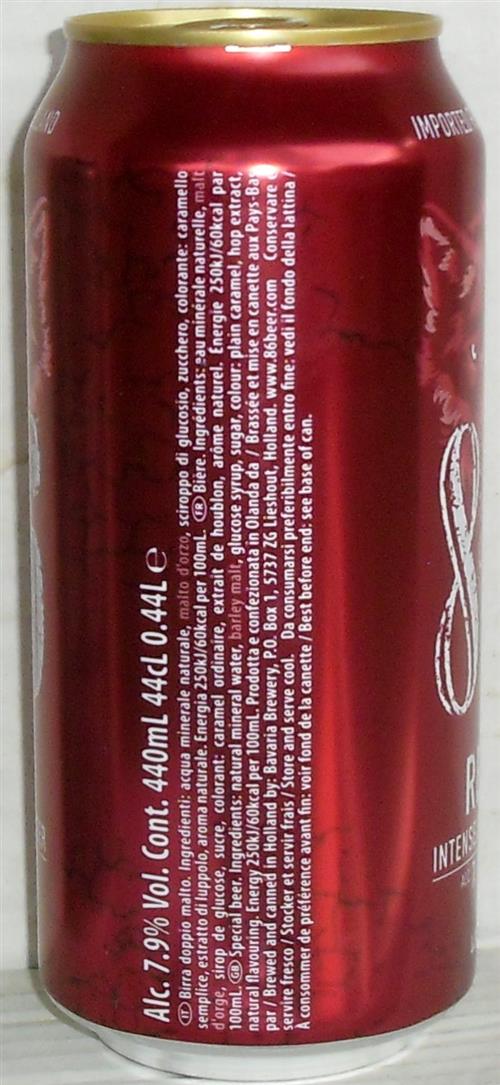 IMPORTED
Alc. 7.9% Vol. Cont. 440mL 44cL 0.44L e
IT Birra doppio malto. Ingredienti: acqua minerale naturale, malto d'orzo, sciroppo di glucosio, zucchero, colorante: caramello
semplice, estratto di luppolo, aroma naturale. Energia 250kJ/60kcal per 100mL. FR Bière. Ingrédients: eau minérale naturelle, malt
d'orge, sirop de glucose, sucre, colorant: caramel ordinaire, extrait de houblon, arôme naturel. Énergie 250kJ/60kcal par
100mL. GB Special beer. Ingredients: natural mineral water, barley malt, glucose syrup, sugar, colour: plain caramel, hop extract,
natural flavouring. Energy 250kJ/60kcal per 100mL. Prodotta e confezionata in Olanda da / Brassée et mise en canette aux Pays-Bas
par / Brewed and canned in Holland by: Bavaria Brewery, P.O. Box 1, 5737 ZG Lieshout, Holland. www.86beer.com Conservare e
servire fresco / Stocker et servir frais / Store and serve cool. Da consumarsi preferibilmente entro fine: vedi il fondo della lattina /
À consommer de préférence avant fin: voir fond de la canette / Best before end: see base of can.
8
R
INTENS